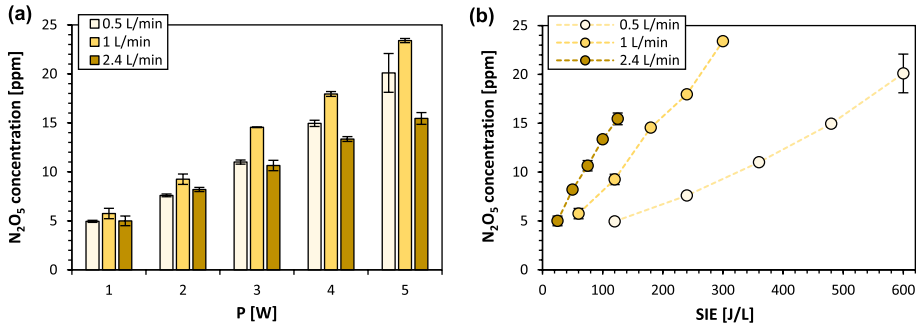 (a)
0.5 L/min
1 L/min
2.4 L/min
N₂O₅ concentration [ppm]
25
20
15
10
5
0
1 2 3 4 5
P [W]
(b)
0.5 L/min
1 L/min
2.4 L/min
N₂O₅ concentration [ppm]
25
20
15
10
5
0
0 100 200 300 400 500 600
SIE [J/L]